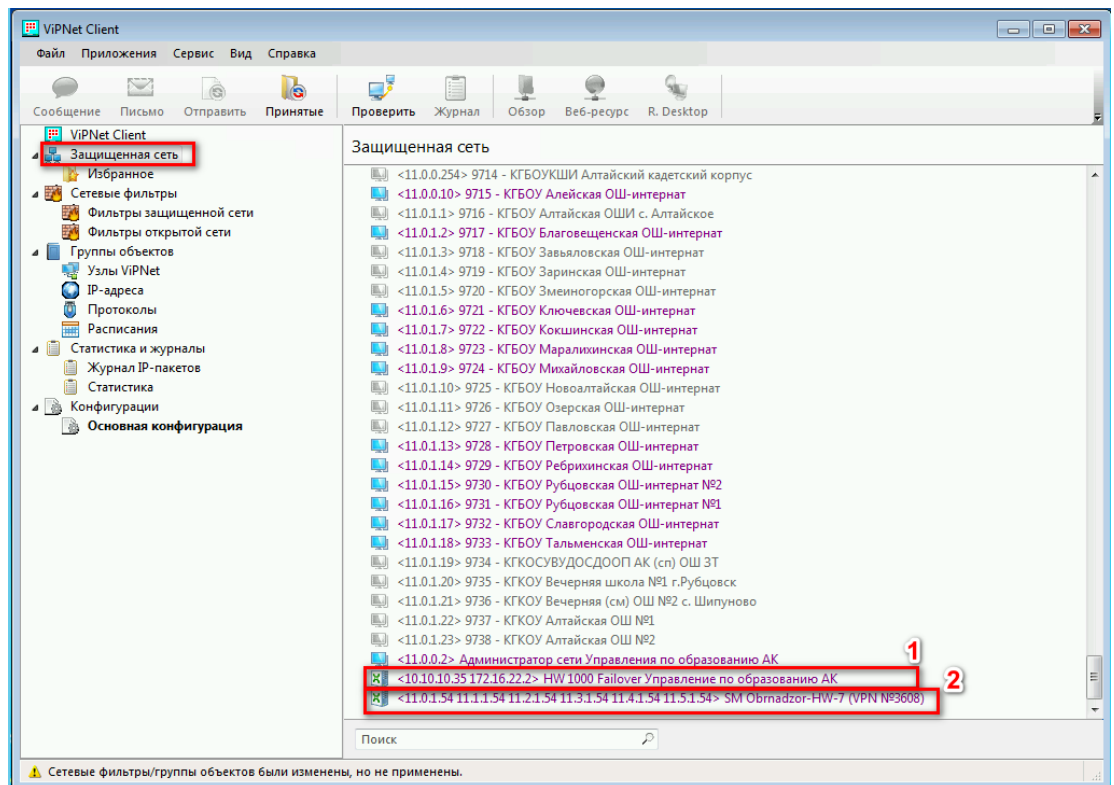 ViPNet Client
Файл Приложения Сервис Вид Справка
Сообщение Письмо Отправить Принятые Проверить Журнал Обзор Веб-ресурс R. Desktop
ViPNet Client
Защищенная сеть
Избранное
Сетевые фильтры
Фильтры защищенной сети
Фильтры открытой сети
Группы объектов
Узлы ViPNet
IP-адреса
Протоколы
Расписания
Статистика и журналы
Журнал IP-пакетов
Статистика
Конфигурации
Основная конфигурация
Защищенная сеть
<11.0.0.254> 9714 - КГБОУКШИ Алтайский кадетский корпус
<11.0.0.10> 9715 - КГБОУ Алейская ОШ-интернат
<11.0.1.1> 9716 - КГБОУ Алтайская ОШИ с. Алтайское
<11.0.1.2> 9717 - КГБОУ Благовещенская ОШ-интернат
<11.0.1.3> 9718 - КГБОУ Завьяловская ОШ-интернат
<11.0.1.4> 9719 - КГБОУ Заринская ОШ-интернат
<11.0.1.5> 9720 - КГБОУ Змеиногорская ОШ-интернат
<11.0.1.6> 9721 - КГБОУ Ключевская ОШ-интернат
<11.0.1.7> 9722 - КГБОУ Кокшинская ОШ-интернат
<11.0.1.8> 9723 - КГБОУ Маралихинская ОШ-интернат
<11.0.1.9> 9724 - КГБОУ Михайловская ОШ-интернат
<11.0.1.10> 9725 - КГБОУ Новоалтайская ОШ-интернат
<11.0.1.11> 9726 - КГБОУ Озерская ОШ-интернат
<11.0.1.12> 9727 - КГБОУ Павловская ОШ-интернат
<11.0.1.13> 9728 - КГБОУ Петровская ОШ-интернат
<11.0.1.14> 9729 - КГБОУ Ребрихинская ОШ-интернат
<11.0.1.15> 9730 - КГБОУ Рубцовская ОШ-интернат №2
<11.0.1.16> 9731 - КГБОУ Рубцовская ОШ-интернат №1
<11.0.1.17> 9732 - КГБОУ Славгородская ОШ-интернат
<11.0.1.18> 9733 - КГБОУ Тальменская ОШ-интернат
<11.0.1.19> 9734 - КГКОСУВУДОСДООП АК (сп) ОШ ЗТ
<11.0.1.20> 9735 - КГКОУ Вечерняя школа №1 г.Рубцовск
<11.0.1.21> 9736 - КГКОУ Вечерняя (см) ОШ №2 с. Шипуново
<11.0.1.22> 9737 - КГКОУ Алтайская ОШ №1
<11.0.1.23> 9738 - КГКОУ Алтайская ОШ №2
<11.0.0.2> Администратор сети Управления по образованию АК
1
<10.10.10.35 172.16.22.2> HW 1000 Failover Управление по образованию АК
2
<11.0.1.54 11.1.1.54 11.2.1.54 11.3.1.54 11.4.1.54 11.5.1.54> SM Obrnadzor-HW-7 (VPN №3608)
Поиск
Сетевые фильтры/группы объектов были изменены, но не применены.